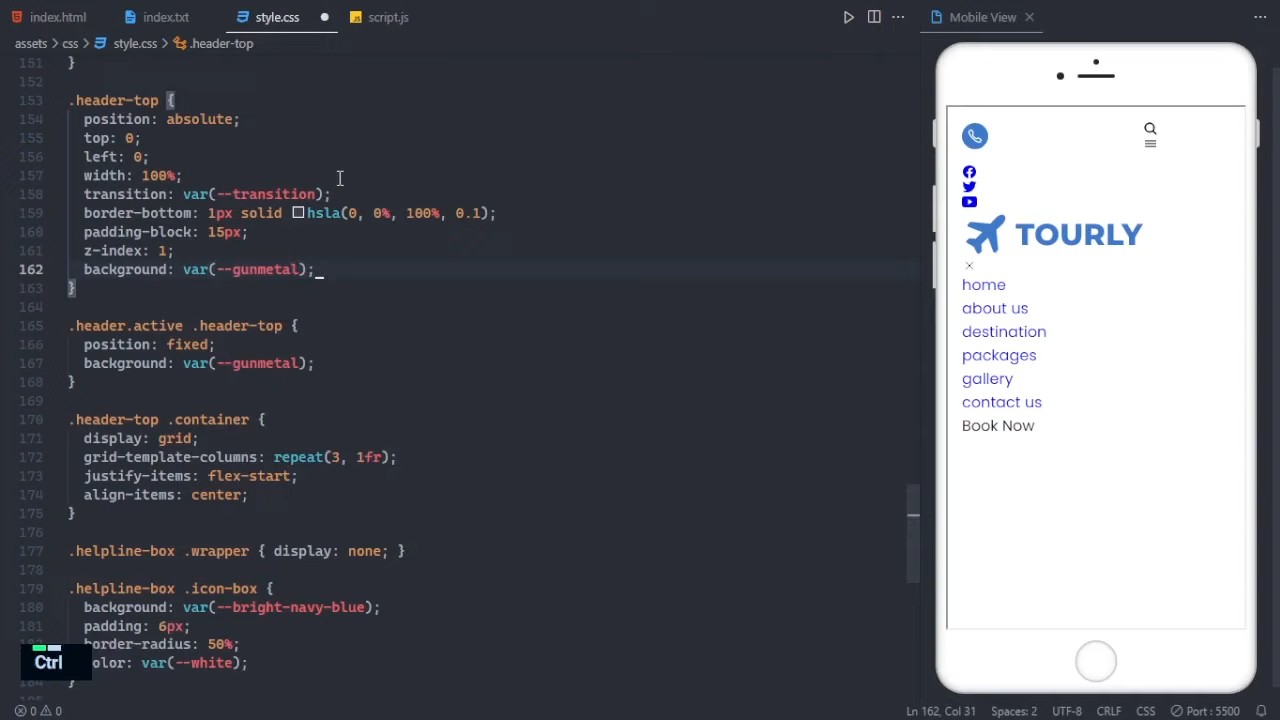 index.html
index.txt
style.css
script.js
Mobile View
assets > css > style.css > .header-top
151 }
152
153 .header-top {
154 position: absolute;
155 top: 0;
156 left: 0;
157 width: 100%;
158 transition: var(--transition);
159 border-bottom: 1px solid hsla(0, 0%, 100%, 0.1);
160 padding-block: 15px;
161 z-index: 1;
162 background: var(--gunmetal);
163 }
164
165 .header.active .header-top {
166 position: fixed;
167 background: var(--gunmetal);
168 }
169
170 .header-top .container {
171 display: grid;
172 grid-template-columns: repeat(3, 1fr);
173 justify-items: flex-start;
174 align-items: center;
175 }
176
177 .helpline-box .wrapper { display: none; }
178
179 .helpline-box .icon-box {
180 background: var(--bright-navy-blue);
181 padding: 6px;
border-radius: 50%;
olor: var(--white);
}
Ctrl
TOURLY
home
about us
destination
packages
gallery
contact us
Book Now
0 0
Ln 162, Col 31
Spaces: 2
UTF-8
CRLF
CSS
Port : 5500